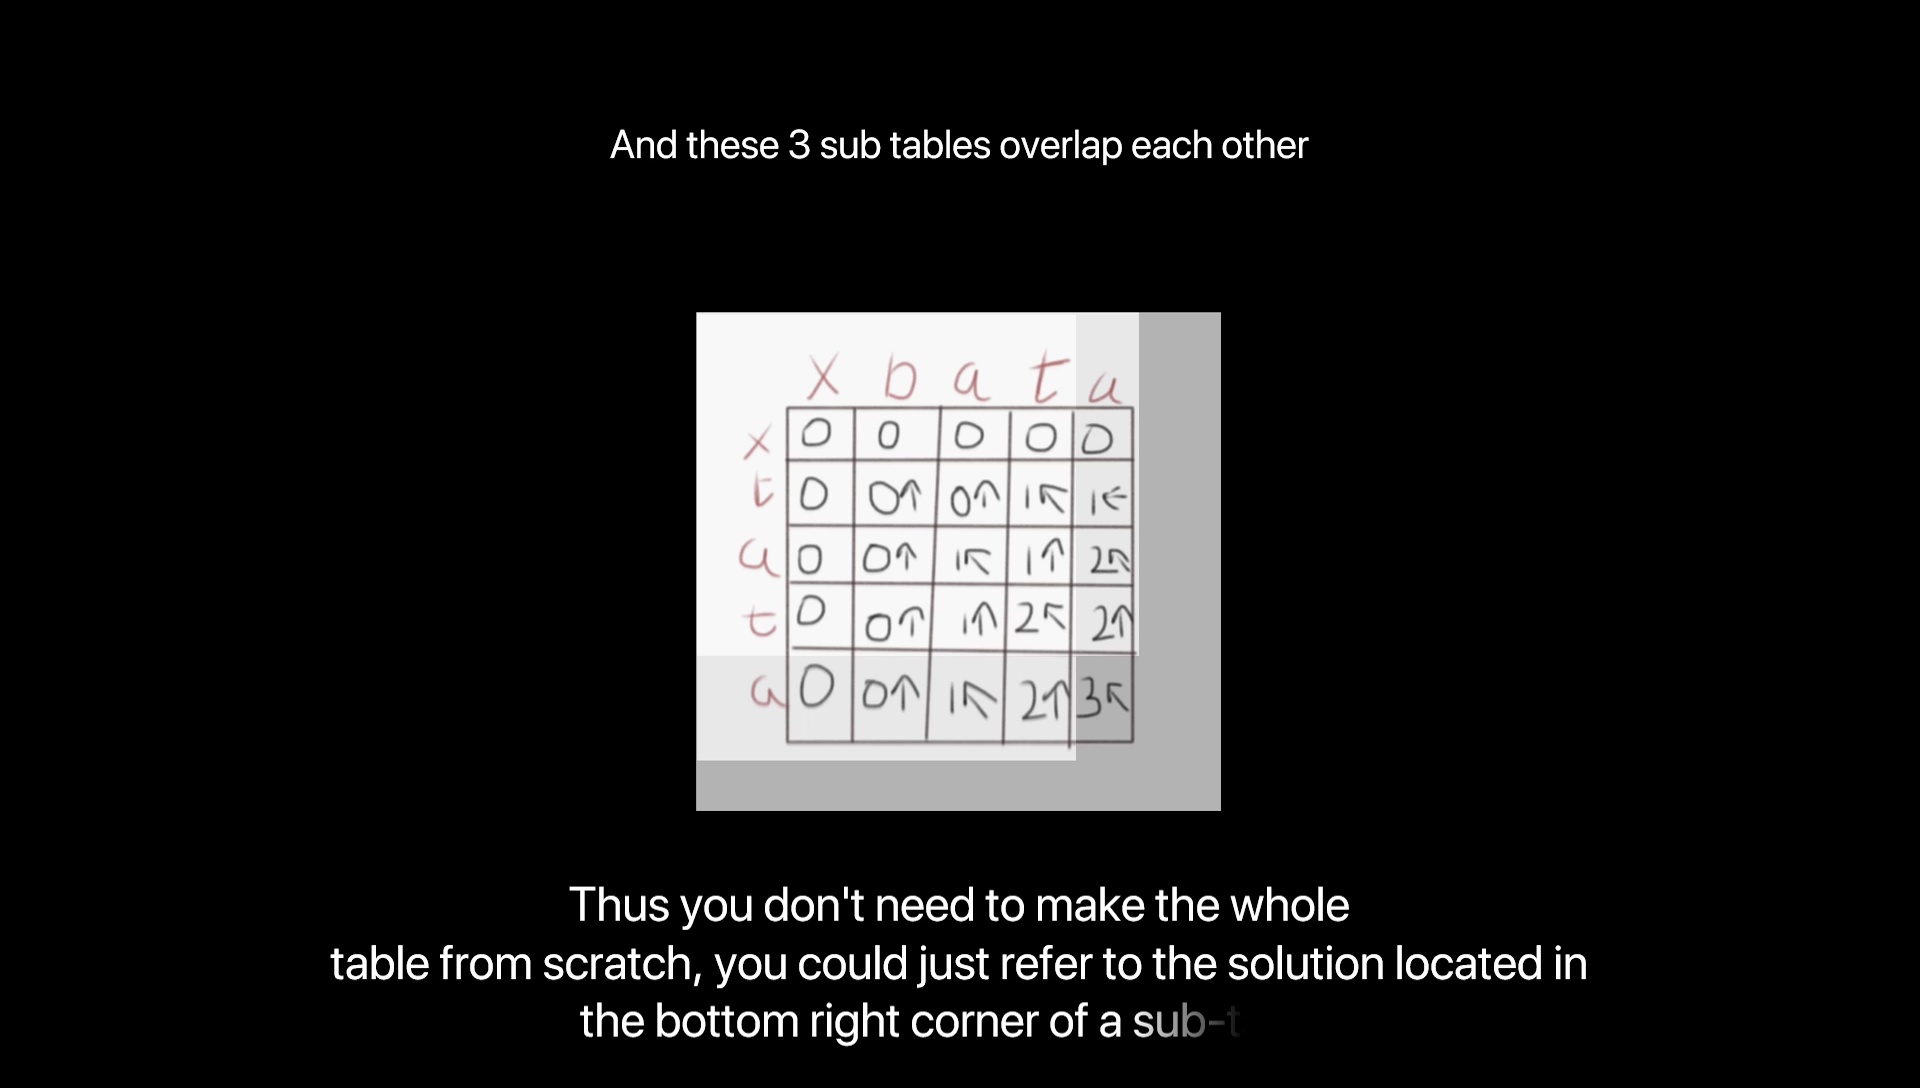 And these 3 sub tables overlap each other
x b a t a
x 0 0 0 0 0
t 0 0↑ 0↑ 1↖ 1←
a 0 0↑ 1↖ 1↑ 2↖
t 0 0↑ 1↑ 2↖ 2↑
a 0 0↑ 1↖ 2↑ 3↖
Thus you don't need to make the whole
table from scratch, you could just refer to the solution located in
the bottom right corner of a sub-t